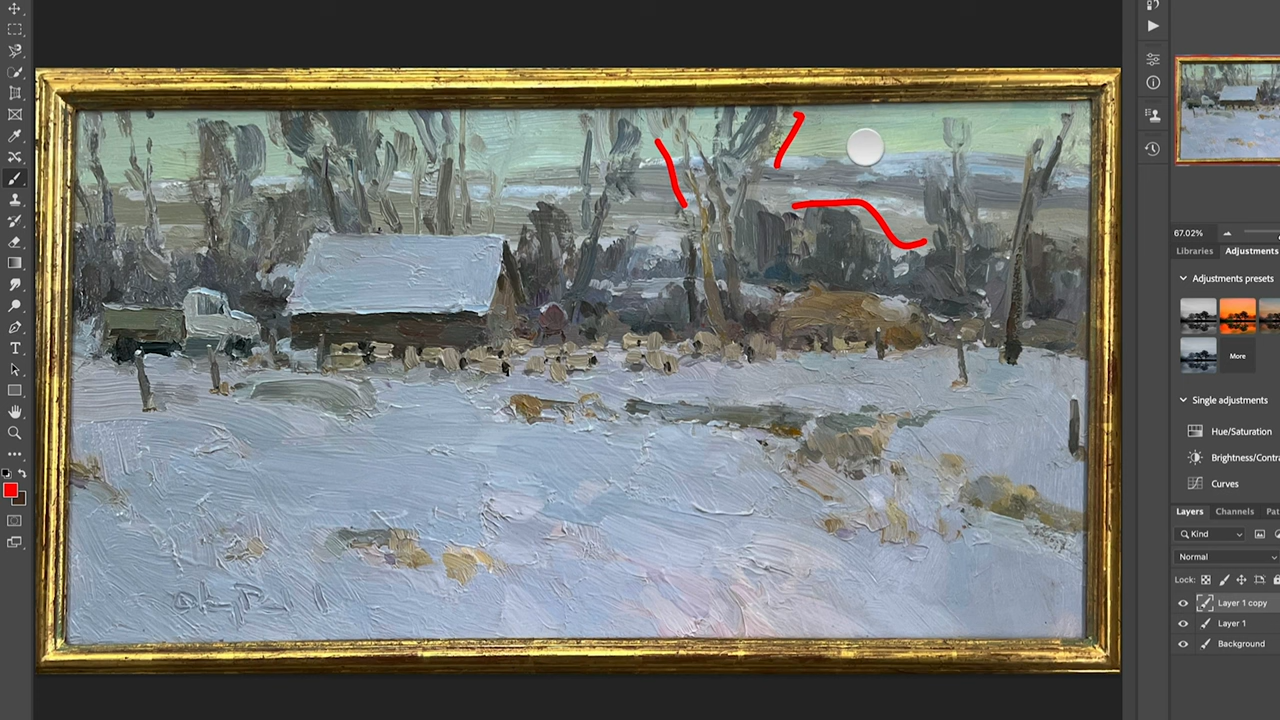 67.02%
Libraries Adjustments
Adjustments presets
More
Single adjustments
Hue/Saturation
Brightness/Contra
Curves
Layers Channels Pat
Kind
Normal
Lock:
Layer 1 copy
Layer 1
Background